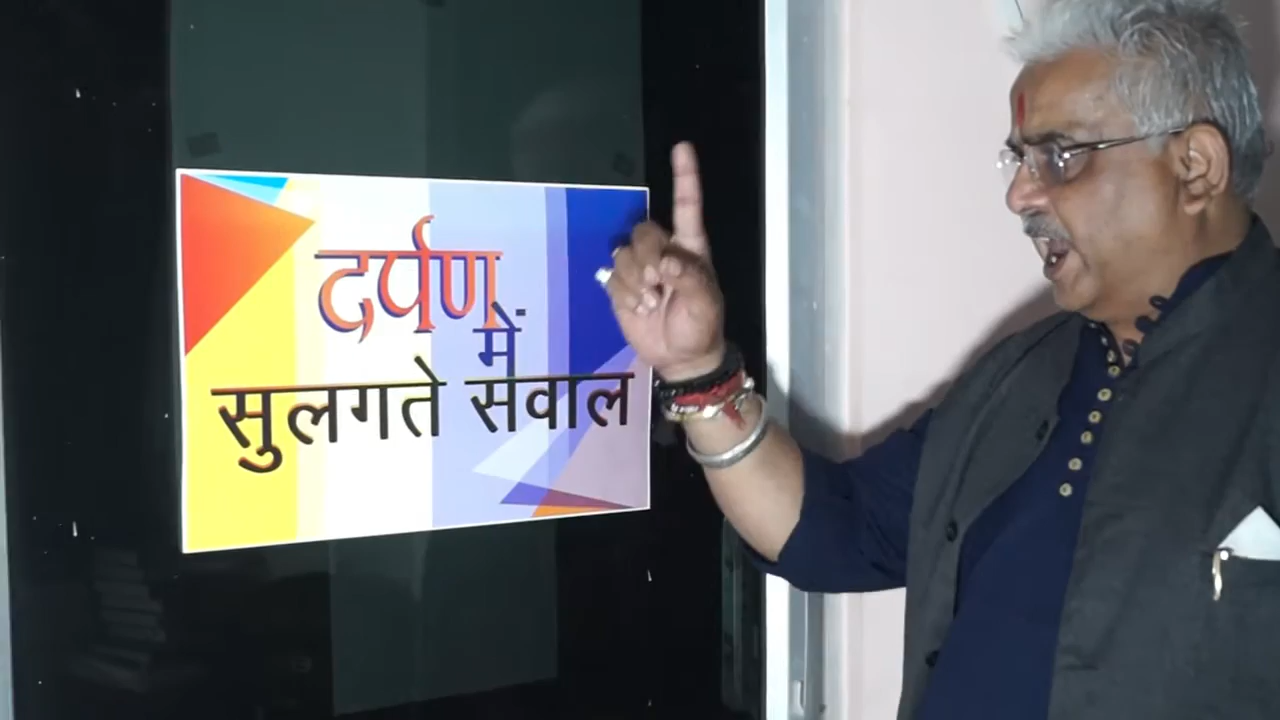 दर्पण
में
सुलगते सवाल